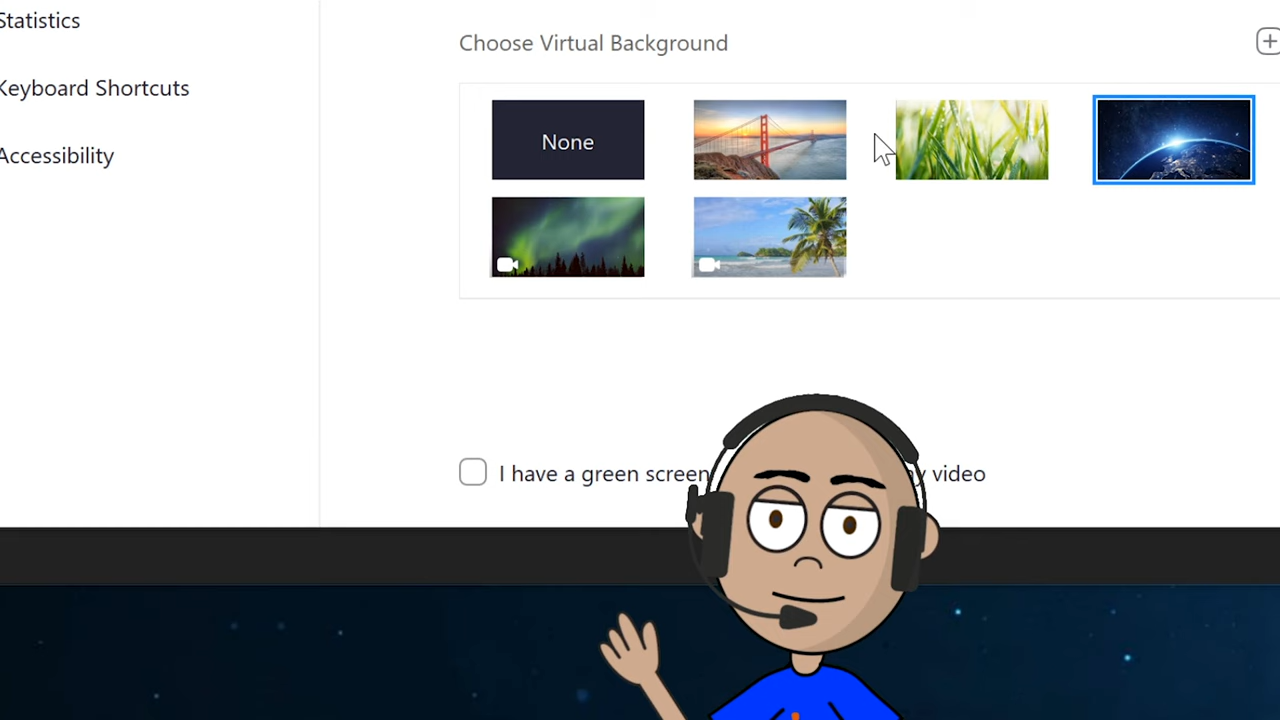 Statistics
Choose Virtual Background
Keyboard Shortcuts
None
Accessibility
I have a green screen video